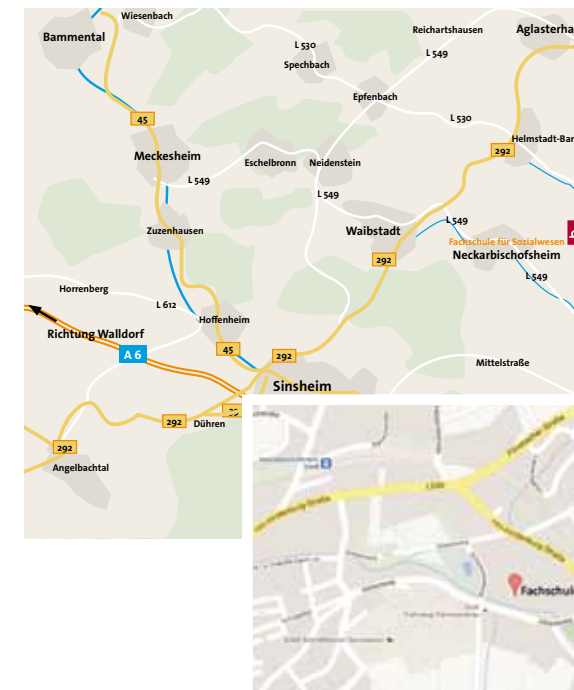 Wiesenbach
Bammental
Reichartshausen
Aglasterha
L 530
L 549
Spechbach
Epfenbach
45
L 530
Helmstadt-Bar
292
Meckesheim
Eschelbronn
Neidenstein
L 549
L 549
L 549
Zuzenhausen
Waibstadt
Fachschule für Sozialwesen
Neckarbischofsheim
292
L 549
Horrenberg
L 612
Hoffenheim
Richtung Walldorf
A 6
45
292
Mittelstraße
Sinsheim
292
Dühren
292
Angelbachtal
Fachschule